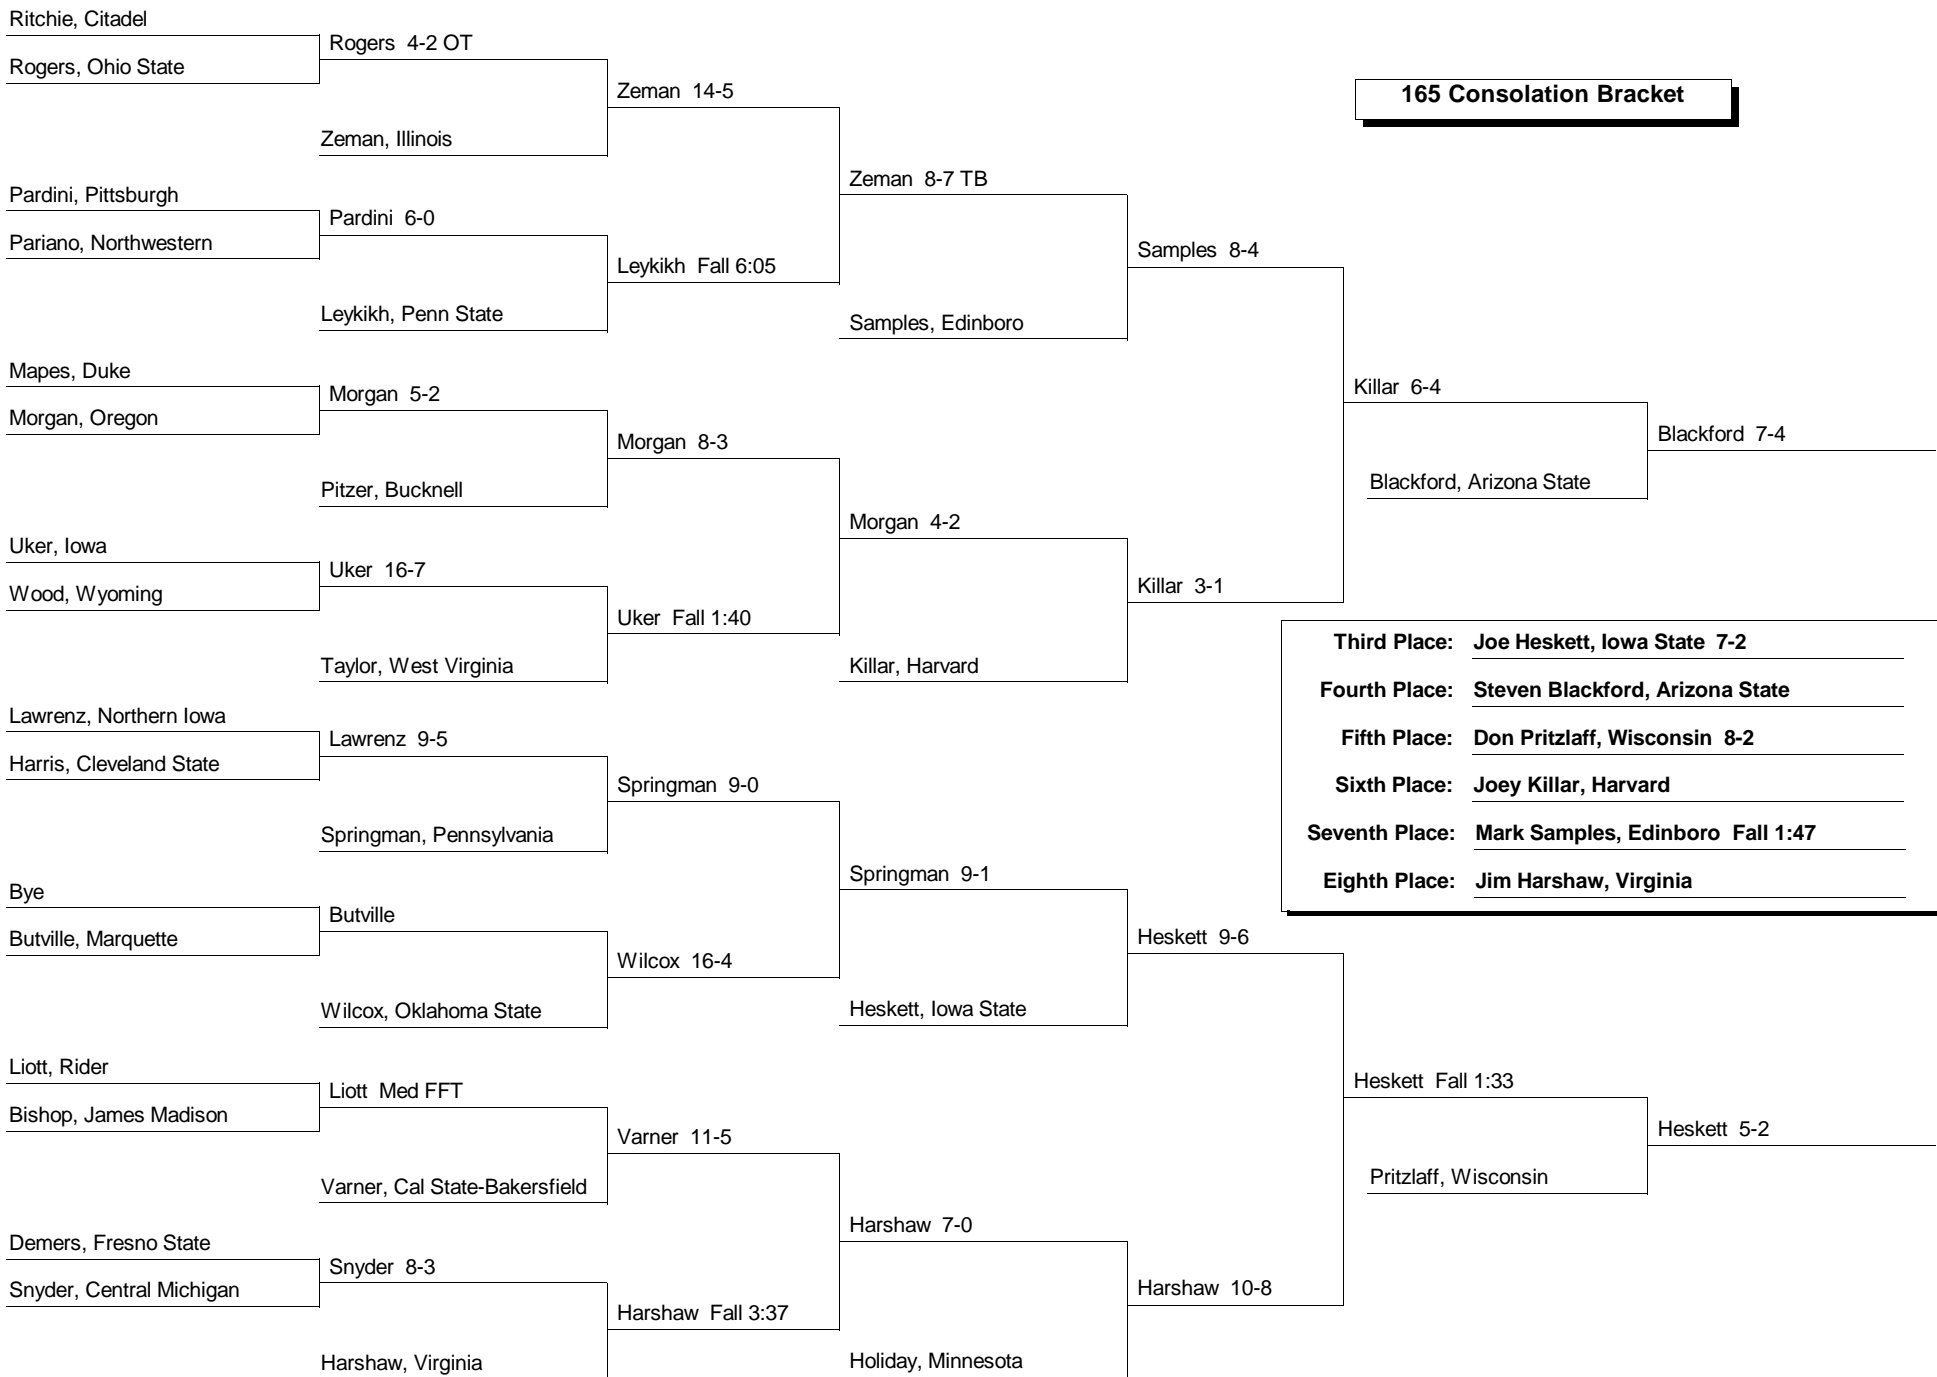 165 Consolation Bracket
Ritchie, Citadel
Rogers, Ohio State
Pardini, Pittsburgh
Pariano, Northwestern
Mapes, Duke
Morgan, Oregon
Uker, Iowa
Wood, Wyoming
Lawrenz, Northern Iowa
Harris, Cleveland State
Bye
Butville, Marquette
Liott, Rider
Bishop, James Madison
Demers, Fresno State
Snyder, Central Michigan
Rogers 4-2 OT
Zeman, Illinois
Pardini 6-0
Leykikh, Penn State
Morgan 5-2
Pitzer, Bucknell
Uker 16-7
Taylor, West Virginia
Lawrenz 9-5
Springman, Pennsylvania
Butville
Wilcox, Oklahoma State
Liott Med FFT
Varner, Cal State-Bakersfield
Snyder 8-3
Harshaw, Virginia
Zeman 14-5
Leykikh Fall 6:05
Morgan 8-3
Uker Fall 1:40
Springman 9-0
Wilcox 16-4
Varner 11-5
Harshaw Fall 3:37
Zeman 8-7 TB
Samples, Edinboro
Morgan 4-2
Killar, Harvard
Springman 9-1
Heskett, Iowa State
Harshaw 7-0
Holiday, Minnesota
Samples 8-4
Killar 3-1
Heskett 9-6
Harshaw 10-8
Killar 6-4
Blackford, Arizona State
Heskett Fall 1:33
Pritzlaff, Wisconsin
Blackford 7-4
Heskett 5-2
Third Place: Joe Heskett, Iowa State 7-2
Fourth Place: Steven Blackford, Arizona State
Fifth Place: Don Pritzlaff, Wisconsin 8-2
Sixth Place: Joey Killar, Harvard
Seventh Place: Mark Samples, Edinboro Fall 1:47
Eighth Place: Jim Harshaw, Virginia